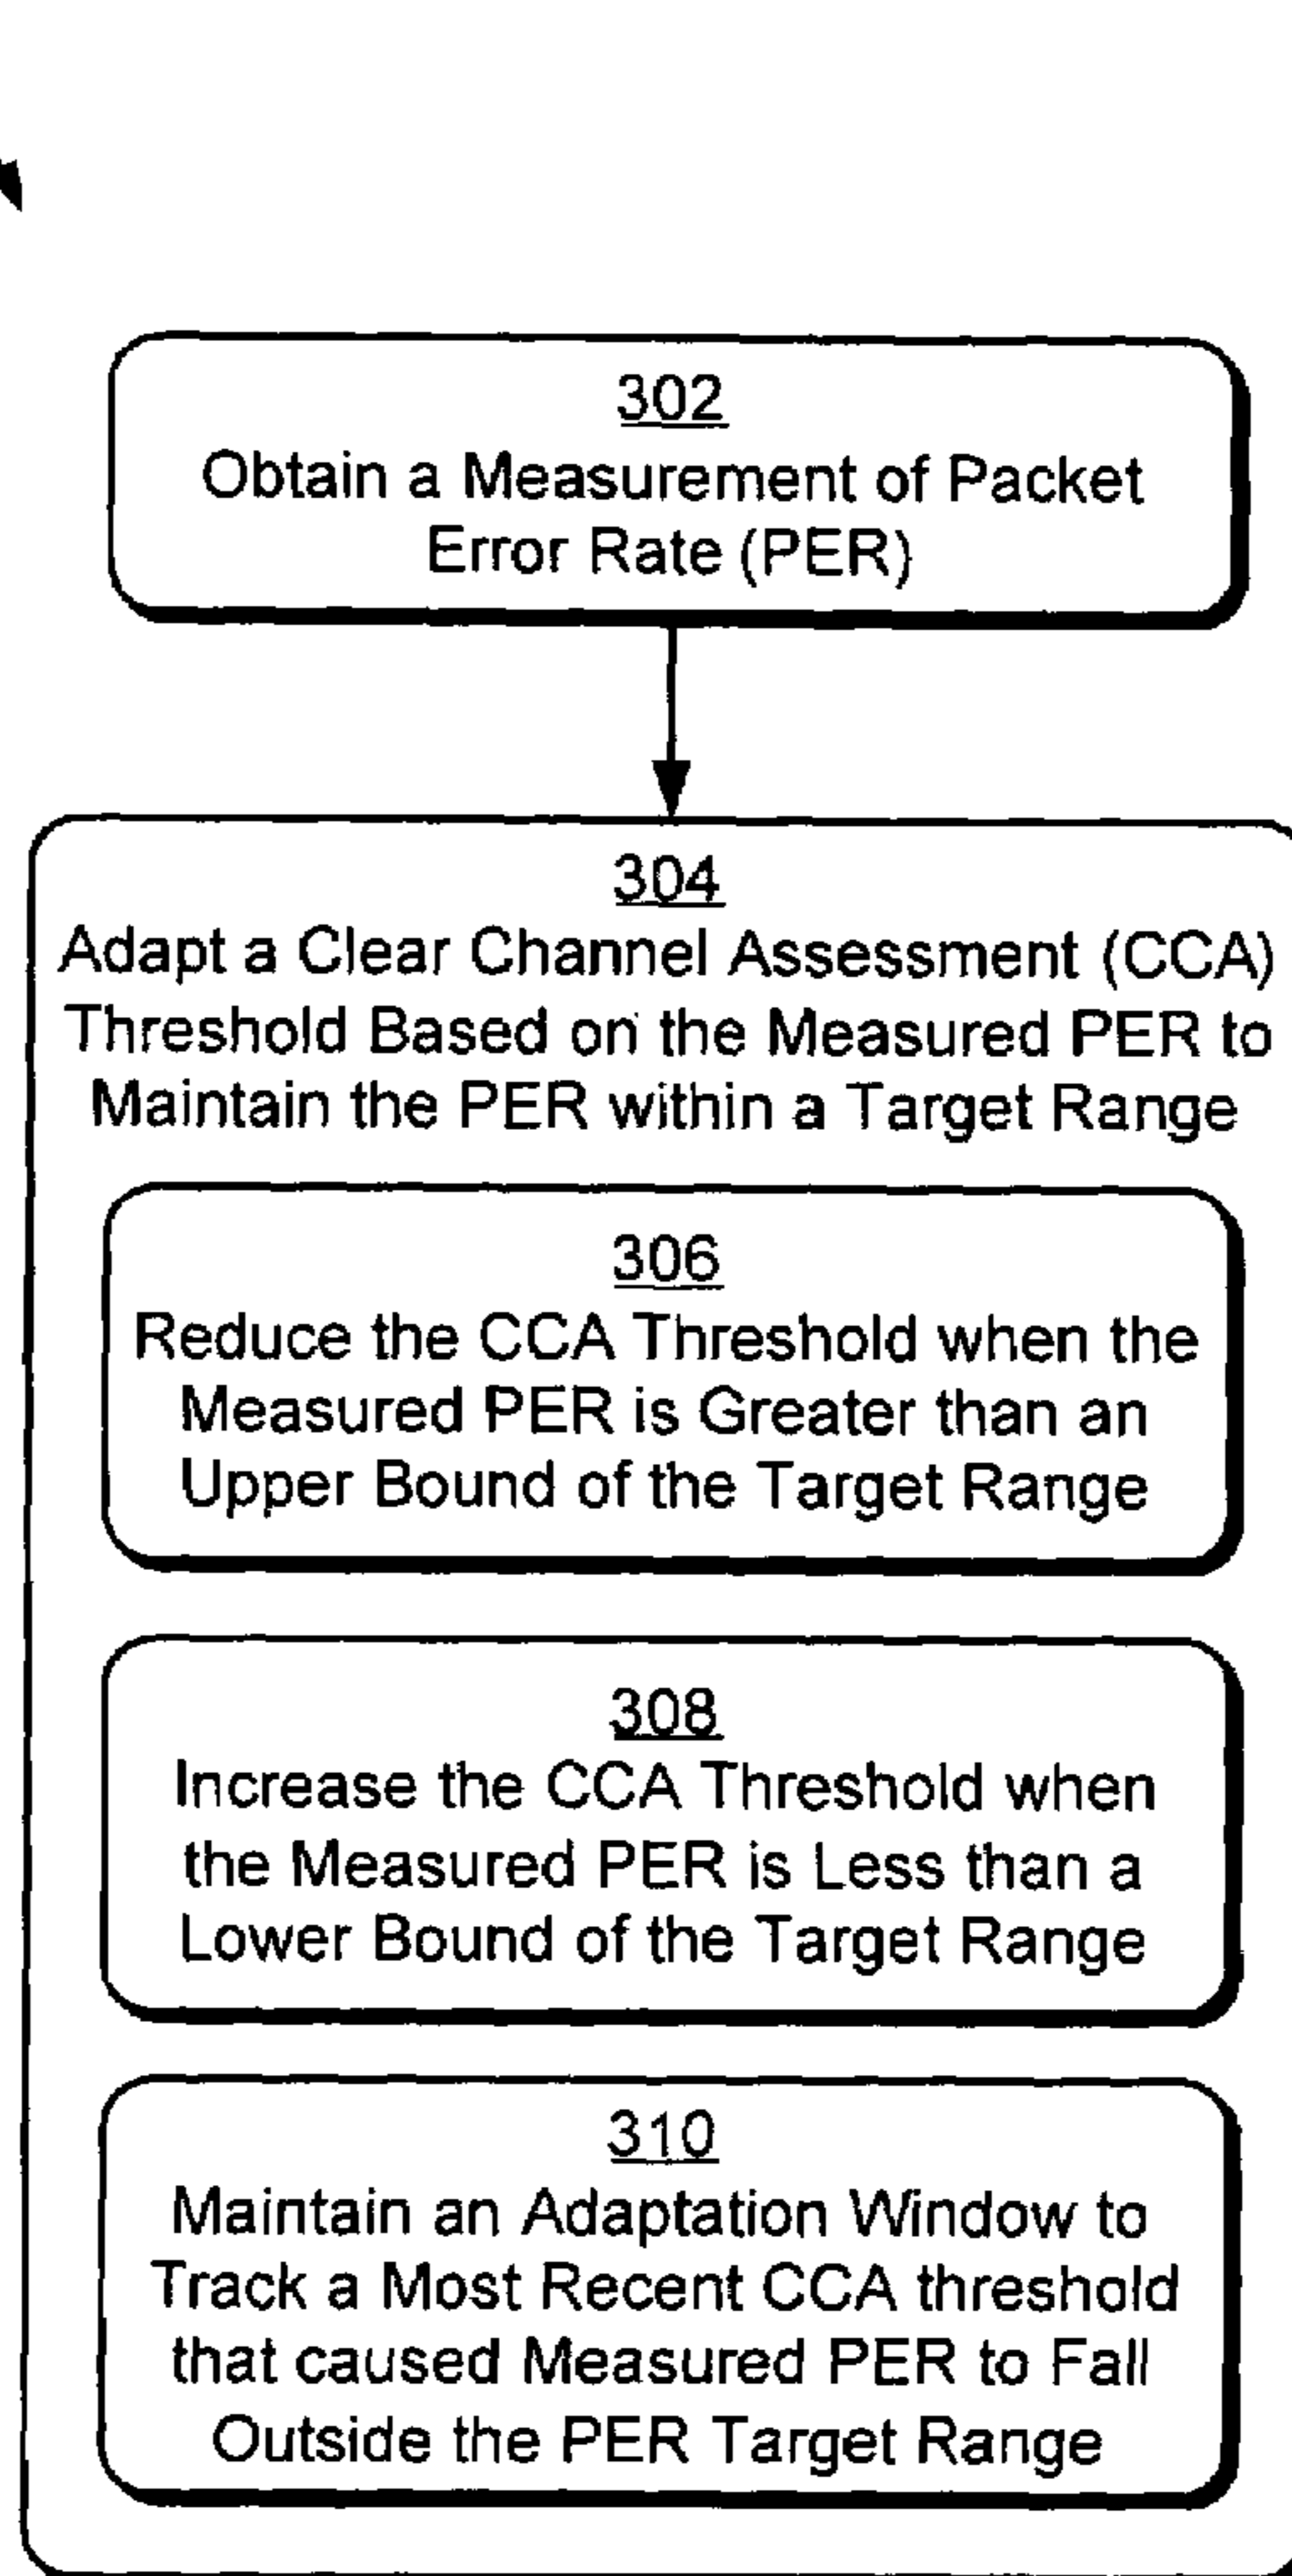 302
Obtain a Measurement of Packet
Error Rate (PER)
304
Adapt a Clear Channel Assessment (CCA)
Threshold Based on the Measured PER to
Maintain the PER within a Target Range
306
Reduce the CCA Threshold when the
Measured PER is Greater than an
Upper Bound of the Target Range
308
Increase the CCA Threshold when
the Measured PER is Less than a
Lower Bound of the Target Range
310
Maintain an Adaptation Window to
Track a Most Recent CCA threshold
that caused Measured PER to Fall
Outside the PER Target Range